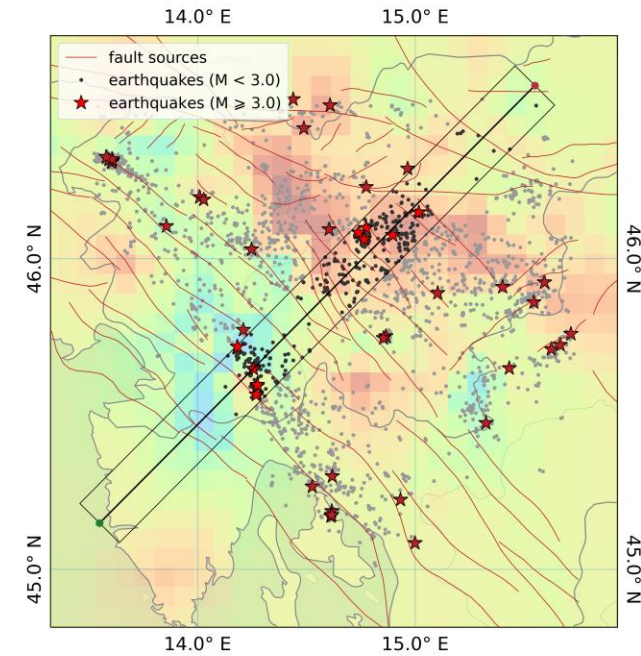 14.0° E 15.0° E
fault sources
earthquakes (M < 3.0)
earthquakes (M ⩾ 3.0)
46.0° N 46.0° N
45.0° N 45.0° N
14.0° E 15.0° E